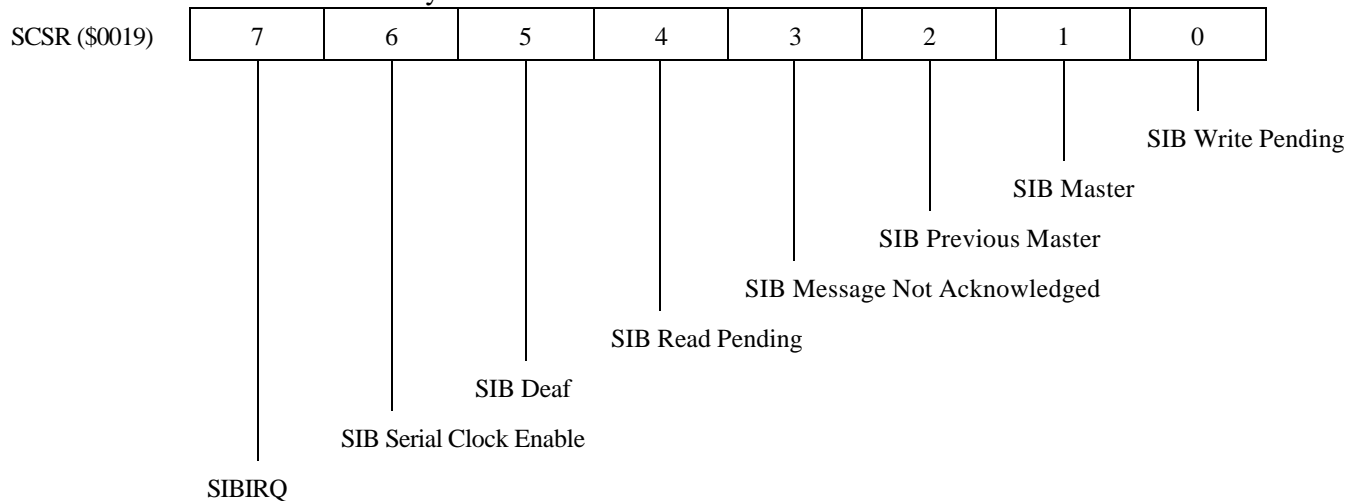 SCSR ($0019) 7 6 5 4 3 2 1 0
SIB Write Pending
SIB Master
SIB Previous Master
SIB Message Not Acknowledged
SIB Read Pending
SIB Deaf
SIB Serial Clock Enable
SIBIRQ